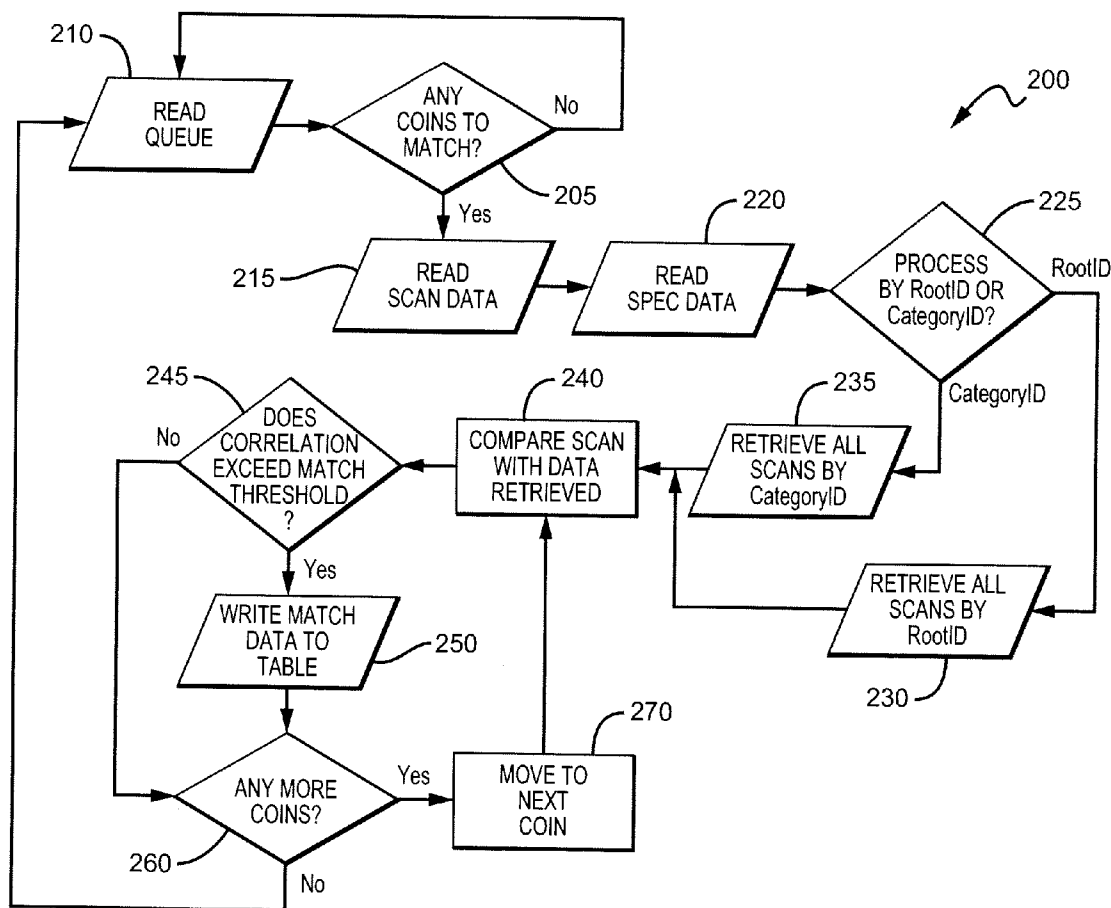 210
READ
QUEUE
ANY
COINS TO
MATCH?
No
200
205
Yes
215
READ
SCAN DATA
220
READ
SPEC DATA
225
PROCESS
BY RootID OR
CategoryID?
RootID
CategoryID
245
No
DOES
CORRELATION
EXCEED MATCH
THRESHOLD
?
240
COMPARE SCAN
WITH DATA
RETRIEVED
235
RETRIEVE ALL
SCANS BY
CategoryID
Yes
WRITE MATCH
DATA TO
TABLE
250
RETRIEVE ALL
SCANS BY
RootID
230
ANY MORE
COINS?
Yes
270
MOVE TO
NEXT
COIN
260
No